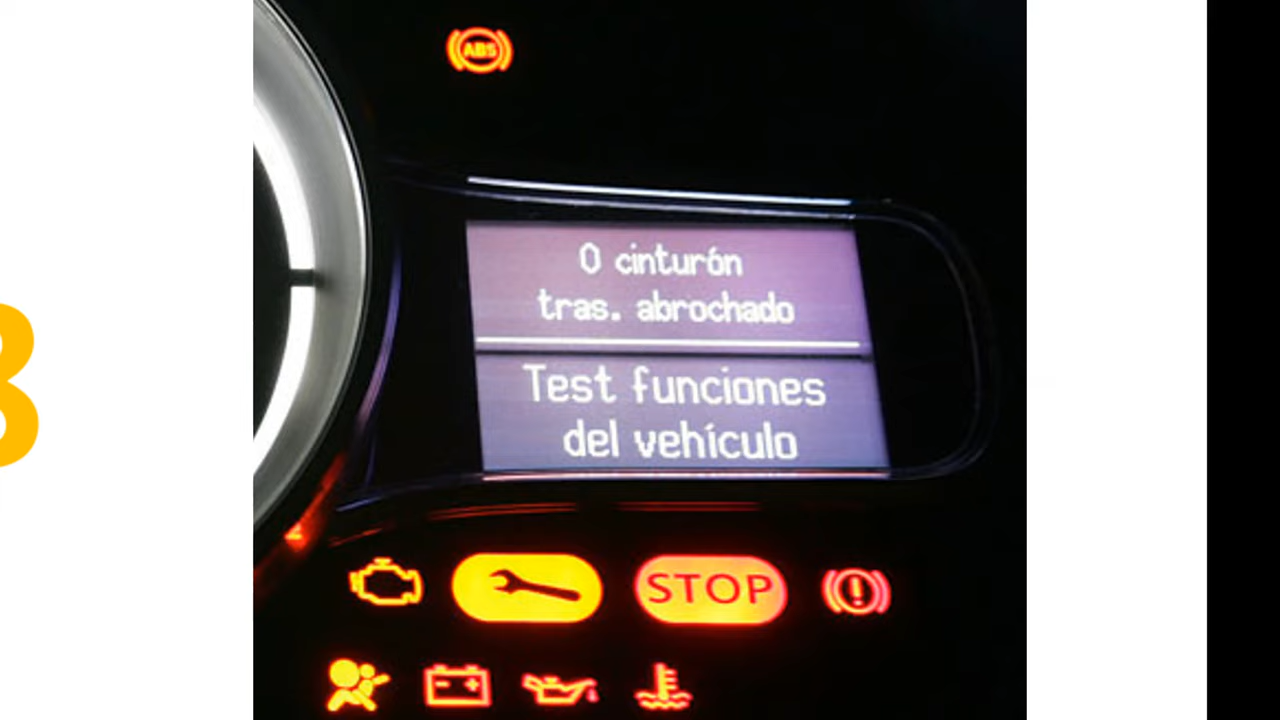 ABS
0 cinturón
tras. abrochado
Test funciones
del vehículo
STOP